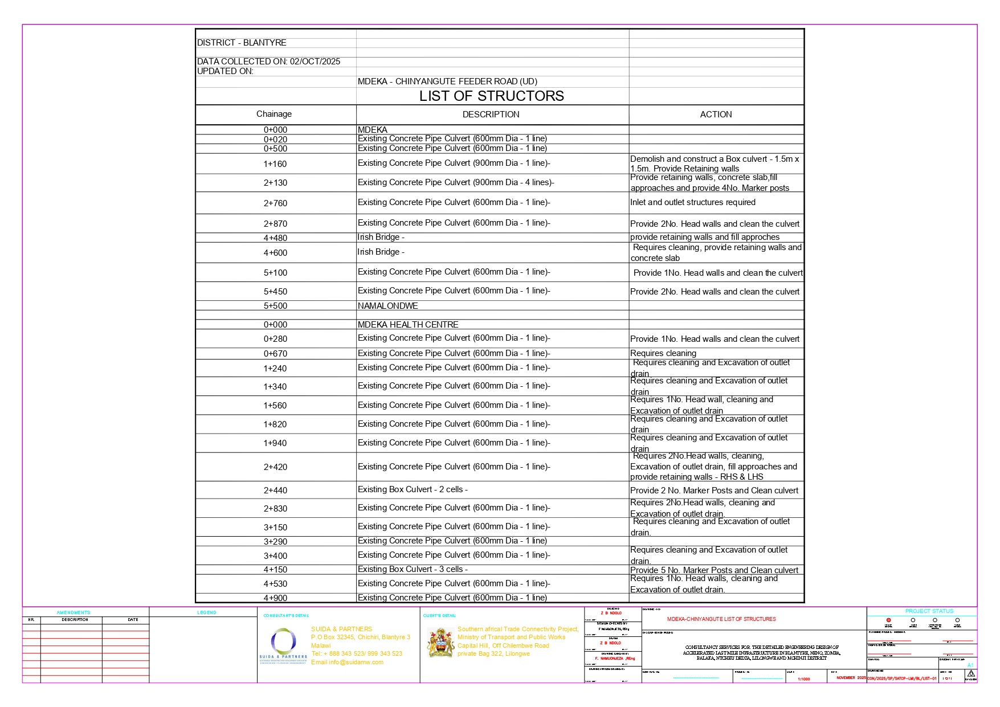 DISTRICT - BLANTYRE
DATA COLLECTED ON: 02/OCT/2025
UPDATED ON:
MDEKA - CHINYANGUTE FEEDER ROAD (UD)
LIST OF STRUCTORS
Chainage DESCRIPTION ACTION
0+000 MDEKA
0+020 Existing Concrete Pipe Culvert (600mm Dia - 1 line)
0+500 Existing Concrete Pipe Culvert (600mm Dia - 1 line)
1+160 Existing Concrete Pipe Culvert (900mm Dia - 1 line)- Demolish and construct a Box culvert - 1.5m x
1.5m. Provide Retaining walls
2+130 Existing Concrete Pipe Culvert (900mm Dia - 4 lines)- Provide retaining walls, concrete slab,fill
approaches and provide 4No. Marker posts
2+760 Existing Concrete Pipe Culvert (600mm Dia - 1 line)- Inlet and outlet structures required
2+870 Existing Concrete Pipe Culvert (600mm Dia - 1 line)- Provide 2No. Head walls and clean the culvert
4+480 Irish Bridge - provide retaining walls and fill approches
4+600 Irish Bridge - Requires cleaning, provide retaining walls and
concrete slab
5+100 Existing Concrete Pipe Culvert (600mm Dia - 1 line)- Provide 1No. Head walls and clean the culvert
5+450 Existing Concrete Pipe Culvert (600mm Dia - 1 line)- Provide 2No. Head walls and clean the culvert
5+500 NAMALONDWE
0+000 MDEKA HEALTH CENTRE
0+280 Existing Concrete Pipe Culvert (600mm Dia - 1 line)- Provide 1No. Head walls and clean the culvert
0+670 Existing Concrete Pipe Culvert (600mm Dia - 1 line)- Requires cleaning
1+240 Existing Concrete Pipe Culvert (600mm Dia - 1 line)- Requires cleaning and Excavation of outlet
drain
1+340 Existing Concrete Pipe Culvert (600mm Dia - 1 line)- Requires cleaning and Excavation of outlet
drain
1+560 Existing Concrete Pipe Culvert (600mm Dia - 1 line)- Requires 1No. Head wall, cleaning and
Excavation of outlet drain
1+820 Existing Concrete Pipe Culvert (600mm Dia - 1 line)- Requires cleaning and Excavation of outlet
drain
1+940 Existing Concrete Pipe Culvert (600mm Dia - 1 line)- Requires cleaning and Excavation of outlet
drain
2+420 Existing Concrete Pipe Culvert (600mm Dia - 1 line)- Requires 2No.Head walls, cleaning,
Excavation of outlet drain, fill approaches and
provide retaining walls - RHS & LHS
2+440 Existing Box Culvert - 2 cells - Provide 2 No. Marker Posts and Clean culvert
2+830 Existing Concrete Pipe Culvert (600mm Dia - 1 line)- Requires 2No.Head walls, cleaning and
Excavation of outlet drain.
3+150 Existing Concrete Pipe Culvert (600mm Dia - 1 line)- Requires cleaning and Excavation of outlet
drain.
3+290 Existing Concrete Pipe Culvert (600mm Dia - 1 line)
3+400 Existing Concrete Pipe Culvert (600mm Dia - 1 line)- Requires cleaning and Excavation of outlet
drain.
4+150 Existing Box Culvert - 3 cells - Provide 5 No. Marker Posts and Clean culvert
4+530 Existing Concrete Pipe Culvert (600mm Dia - 1 line)- Requires 1No. Head walls, cleaning and
Excavation of outlet drain.
4+900 Existing Concrete Pipe Culvert (600mm Dia - 1 line)
AMENDMENTS
NR. DESCRIPTION DATE
LEGEND
CONSULTANT'S DETAIL:
SUIDA & PARTNERS
P.O Box 32345, Chichiri, Blantyre 3
Malawi
Tel: + 888 343 523/ 999 343 523
Email info@suidamw.com
SUIDA & PARTNERS
CLIENT'S DETAIL:
Southern africal Trade Connectivity Project,
Ministry of Transport and Public Works
Capital Hill, Off Chilembwe Road
private Bag 322, Lilongwe
DESIGNED
Z B NDOLO
DESIGN CHECKED BY
F NAMUONJEZA, REng
DRAWN
Z B NDOLO
DRAWING CHECKED BY
F. NAMUONJEZA ,REng
MDEKA-CHINYANGUTE LIST OF STRUCTURES
CONSULTANCY SERVICES FOR THE DETAILED ENGINEERING DESIGN OF
ACCELERATED LAST MILE INFRASTRUCTURE IN BLANTYRE, NENO, ZOMBA,
BALAKA, NTCHEU DEDZA, LILONGWE AND MCHINJI DISTRICT
SCALE
1:1000
DATE
NOVEMBER 2025
PROJECT STATUS
A1
DRAWING NO
CON/2025/SP/SATCP-LMI/BL/LIST-01
0
REVISION